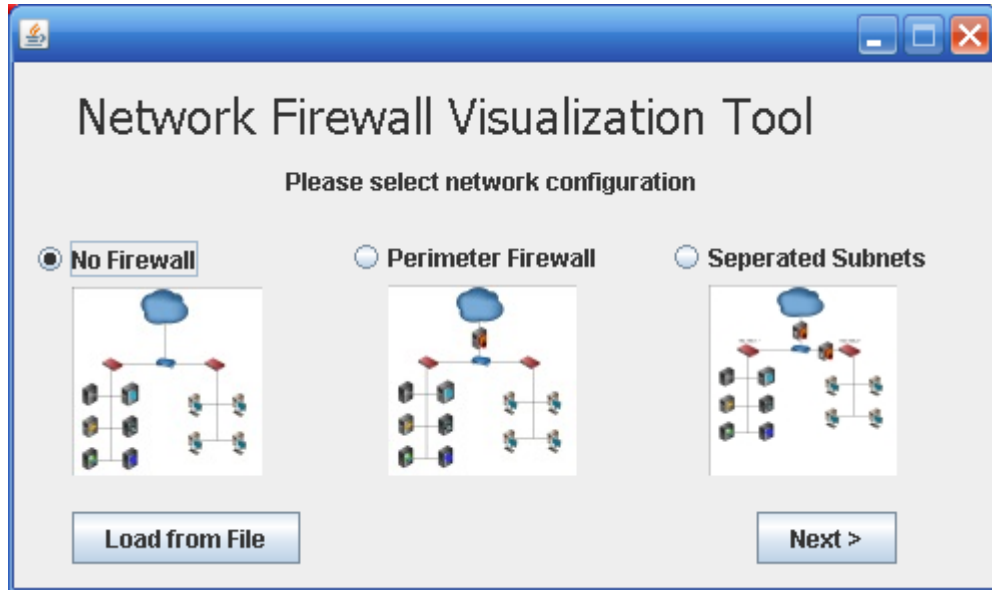 Network Firewall Visualization Tool
Please select network configuration
No Firewall
Perimeter Firewall
Seperated Subnets
Load from File
Next >